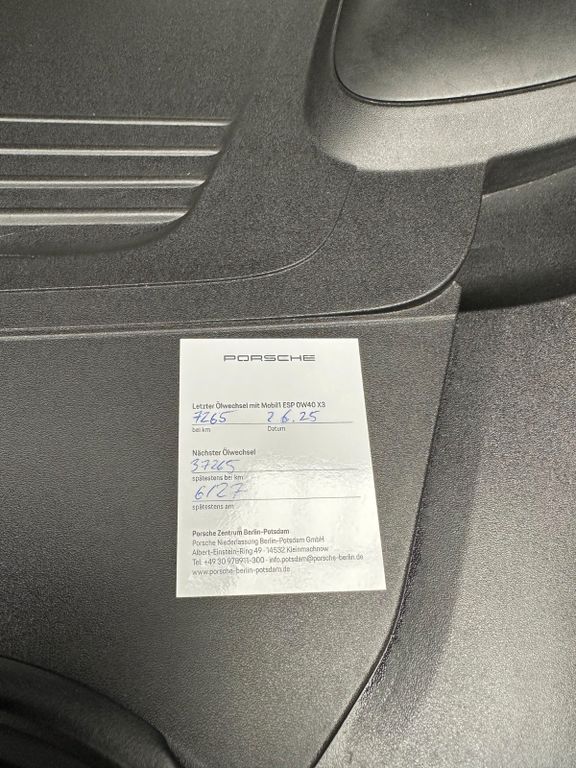 PORSCHE
Letzter Ölwechsel mit Mobil1 ESP 0W40 X3
7265 2 6.25
bei km Datum
Nächster Ölwechsel
37265
spätestens bei km
6/27
spätestens am
Porsche Zentrum Berlin-Potsdam
Porsche Niederlassung Berlin-Potsdam GmbH
Albert-Einstein-Ring 49 · 14532 Kleinmachnow
Tel. +49 30 978911-300 · info.potsdam@porsche-berlin.de
www.porsche-berlin-potsdam.de